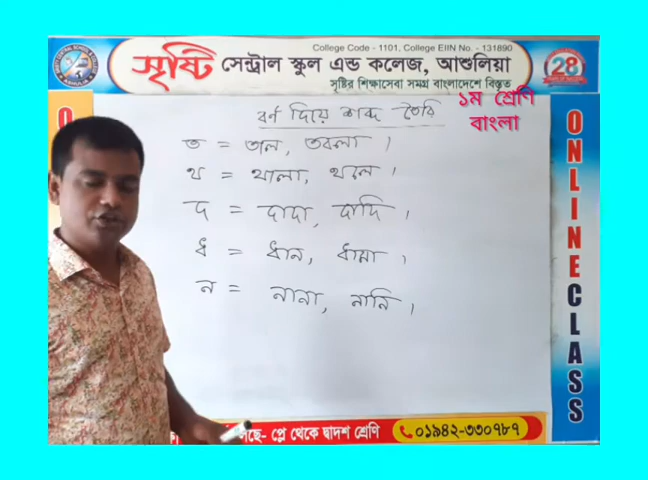 College Code - 1101, College EIIN No. - 131890
সৃষ্টি সেন্ট্রাল স্কুল এন্ড কলেজ, আশুলিয়া
28
সৃষ্টির শিক্ষাসেবা সমগ্র বাংলাদেশে বিস্তৃত
১ম শ্রেণি
বাংলা
বর্ণ দিয়ে শব্দ তৈরি
ত = তাল, তবলা।
থ = থালা, থলে।
দ = দাদা, দাদি।
ধ = ধান, ধামা।
ন = নানা, নানি।
ONLINE CLASS
প্লে থেকে দ্বাদশ শ্রেণি
০১৯৪২-৩৩০৭৮৭